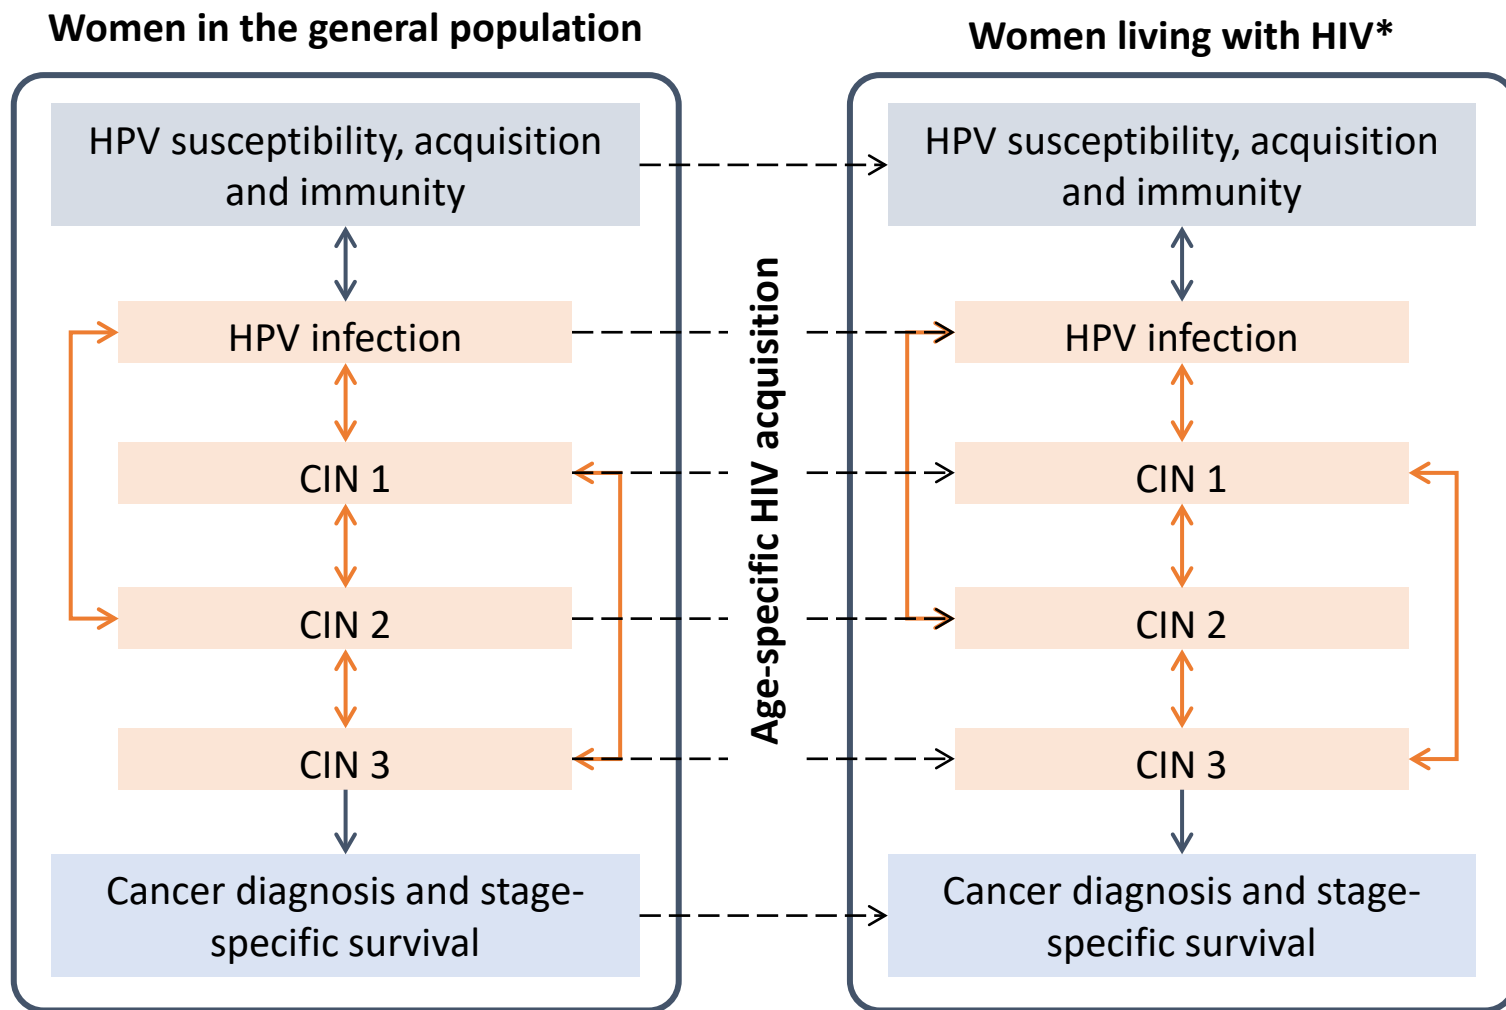 Women in the general population
HPV susceptibility, acquisition
and immunity
HPV infection
CIN 1
CIN 2
CIN 3
Cancer diagnosis and stage-
specific survival
Age-specific HIV acquisition
Women living with HIV*
HPV susceptibility, acquisition
and immunity
HPV infection
CIN 1
CIN 2
CIN 3
Cancer diagnosis and stage-
specific survival